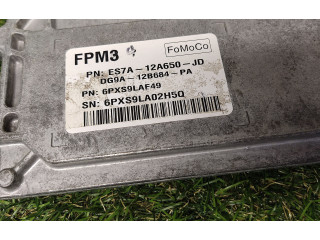 FPM3
FoMoCo
PN: ES7A-12A650-JD
DG9A-12B684-PA
PN: 6PXS9LAF49
SN: 6PXS9LA02H5Q